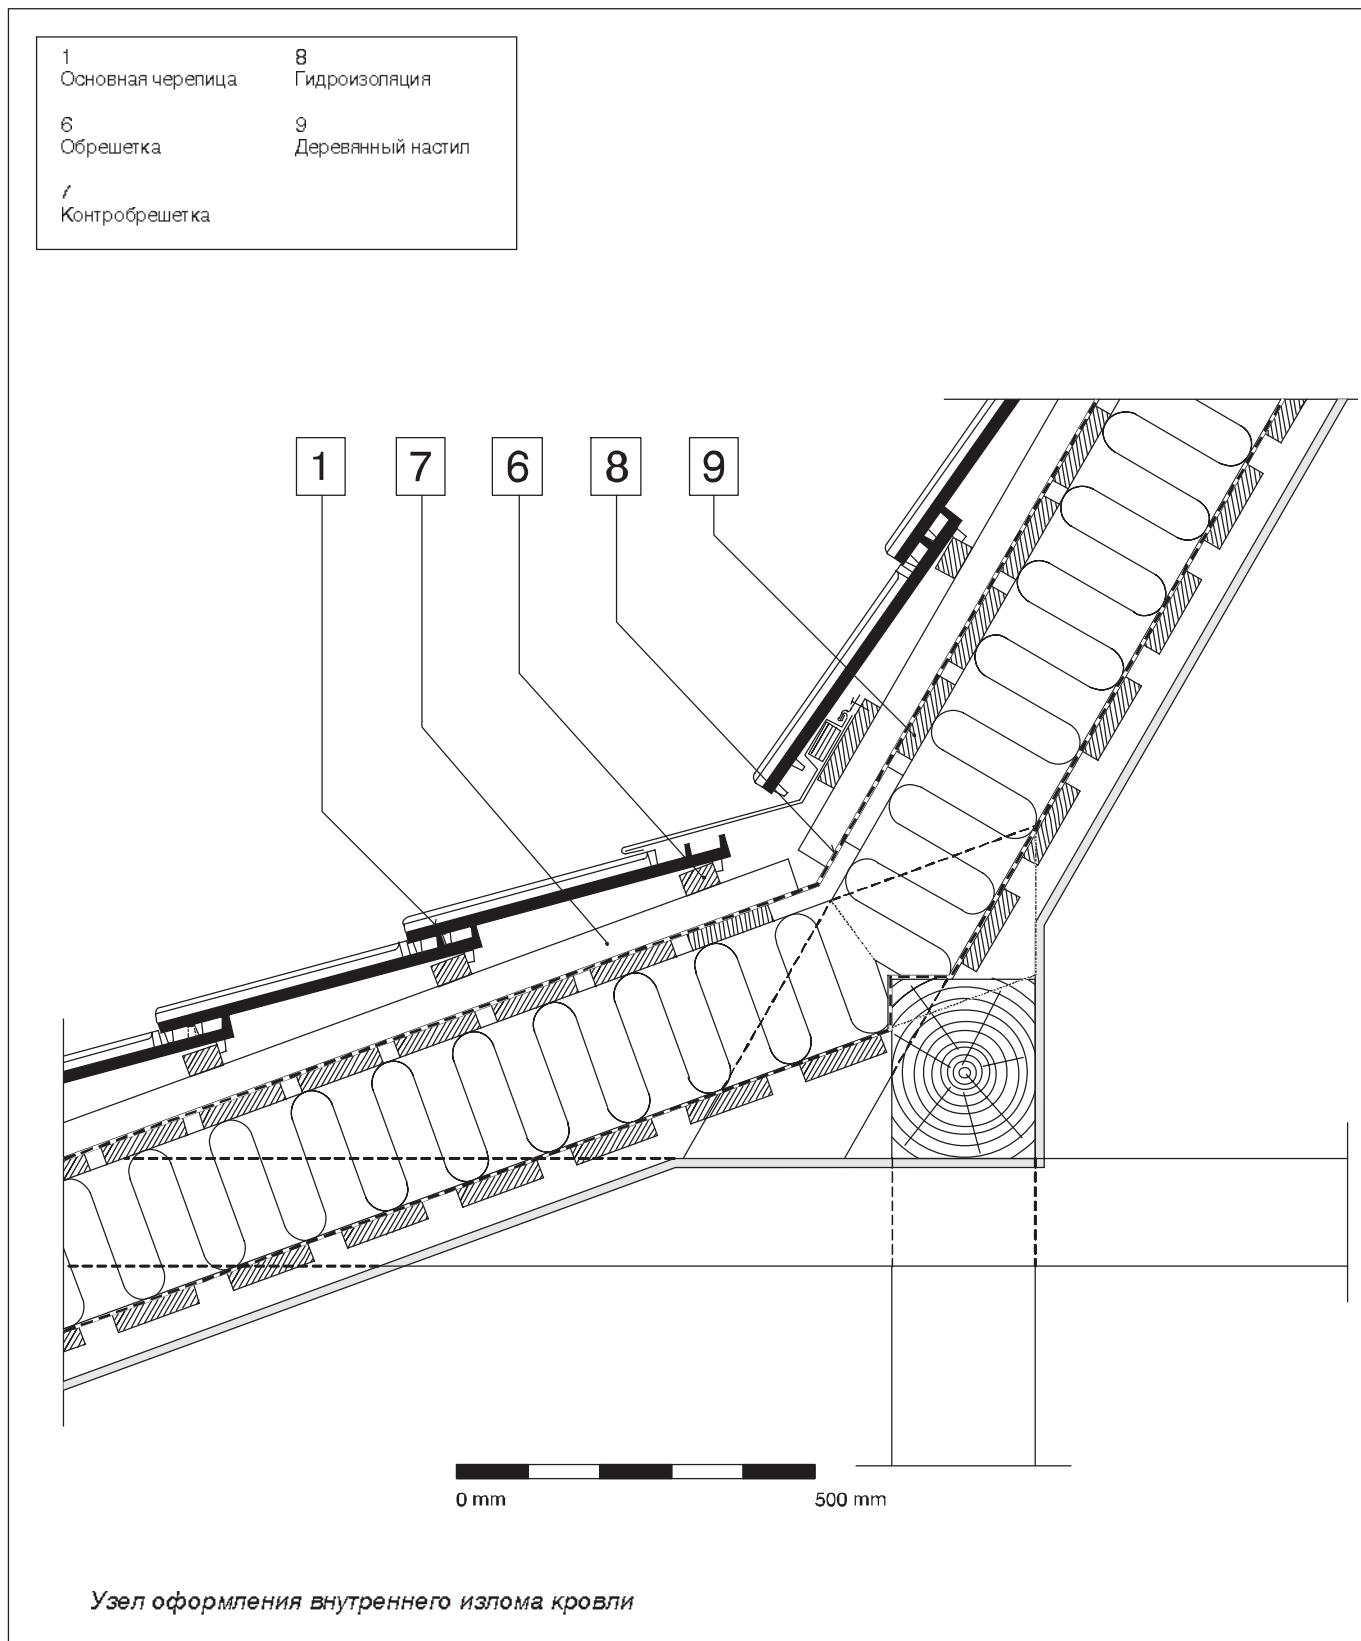 1
Основная черепица
6
Обрешетка
7
Контробрешетка
8
Гидроизоляция
9
Деревянный настил
1 7 6 8 9
0 mm 500 mm
Узел оформления внутреннего излома кровли